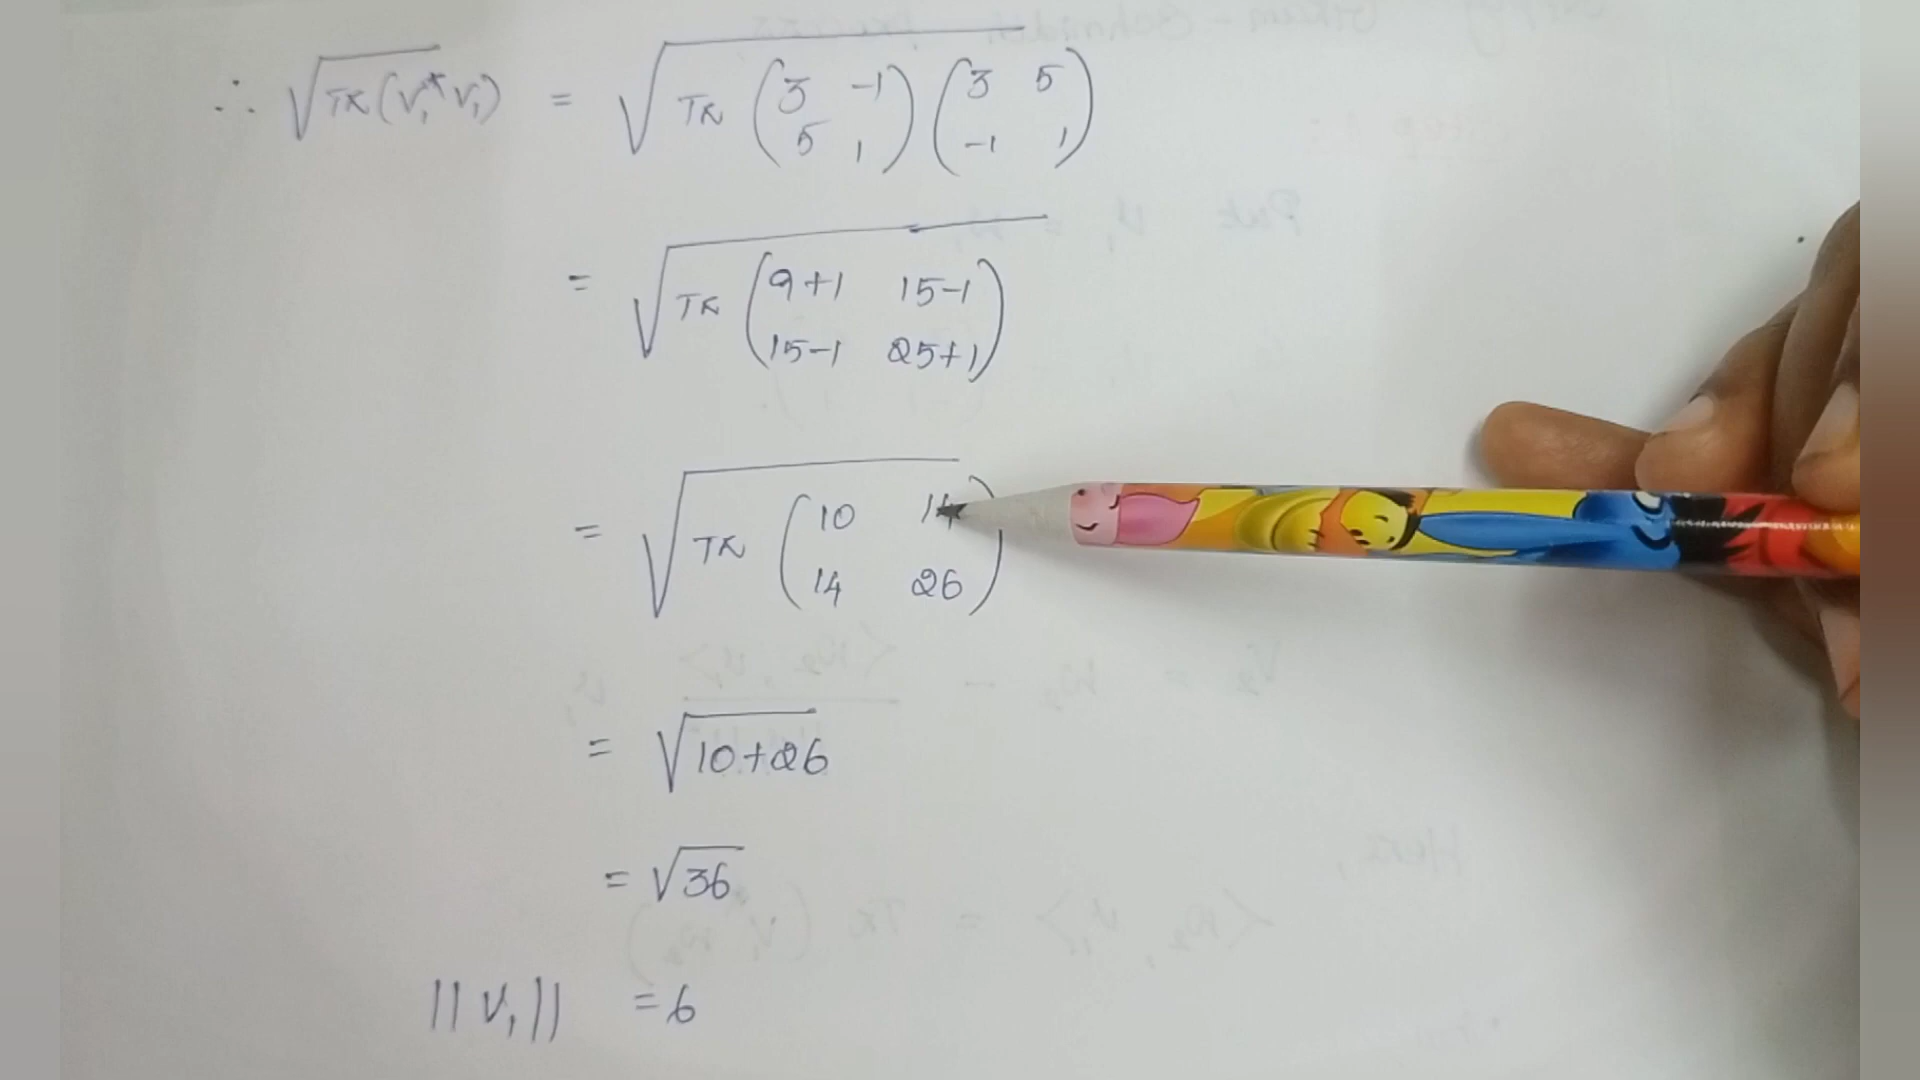 ∴ √Tr(V₁*V₁) = √Tr (3 -1) (3 5)
(5 1) (-1 1)
= √Tr (9+1 15-1)
(15-1 25+1)
= √Tr (10 14)
(14 26)
= √10+26
= √36
||V₁|| = 6